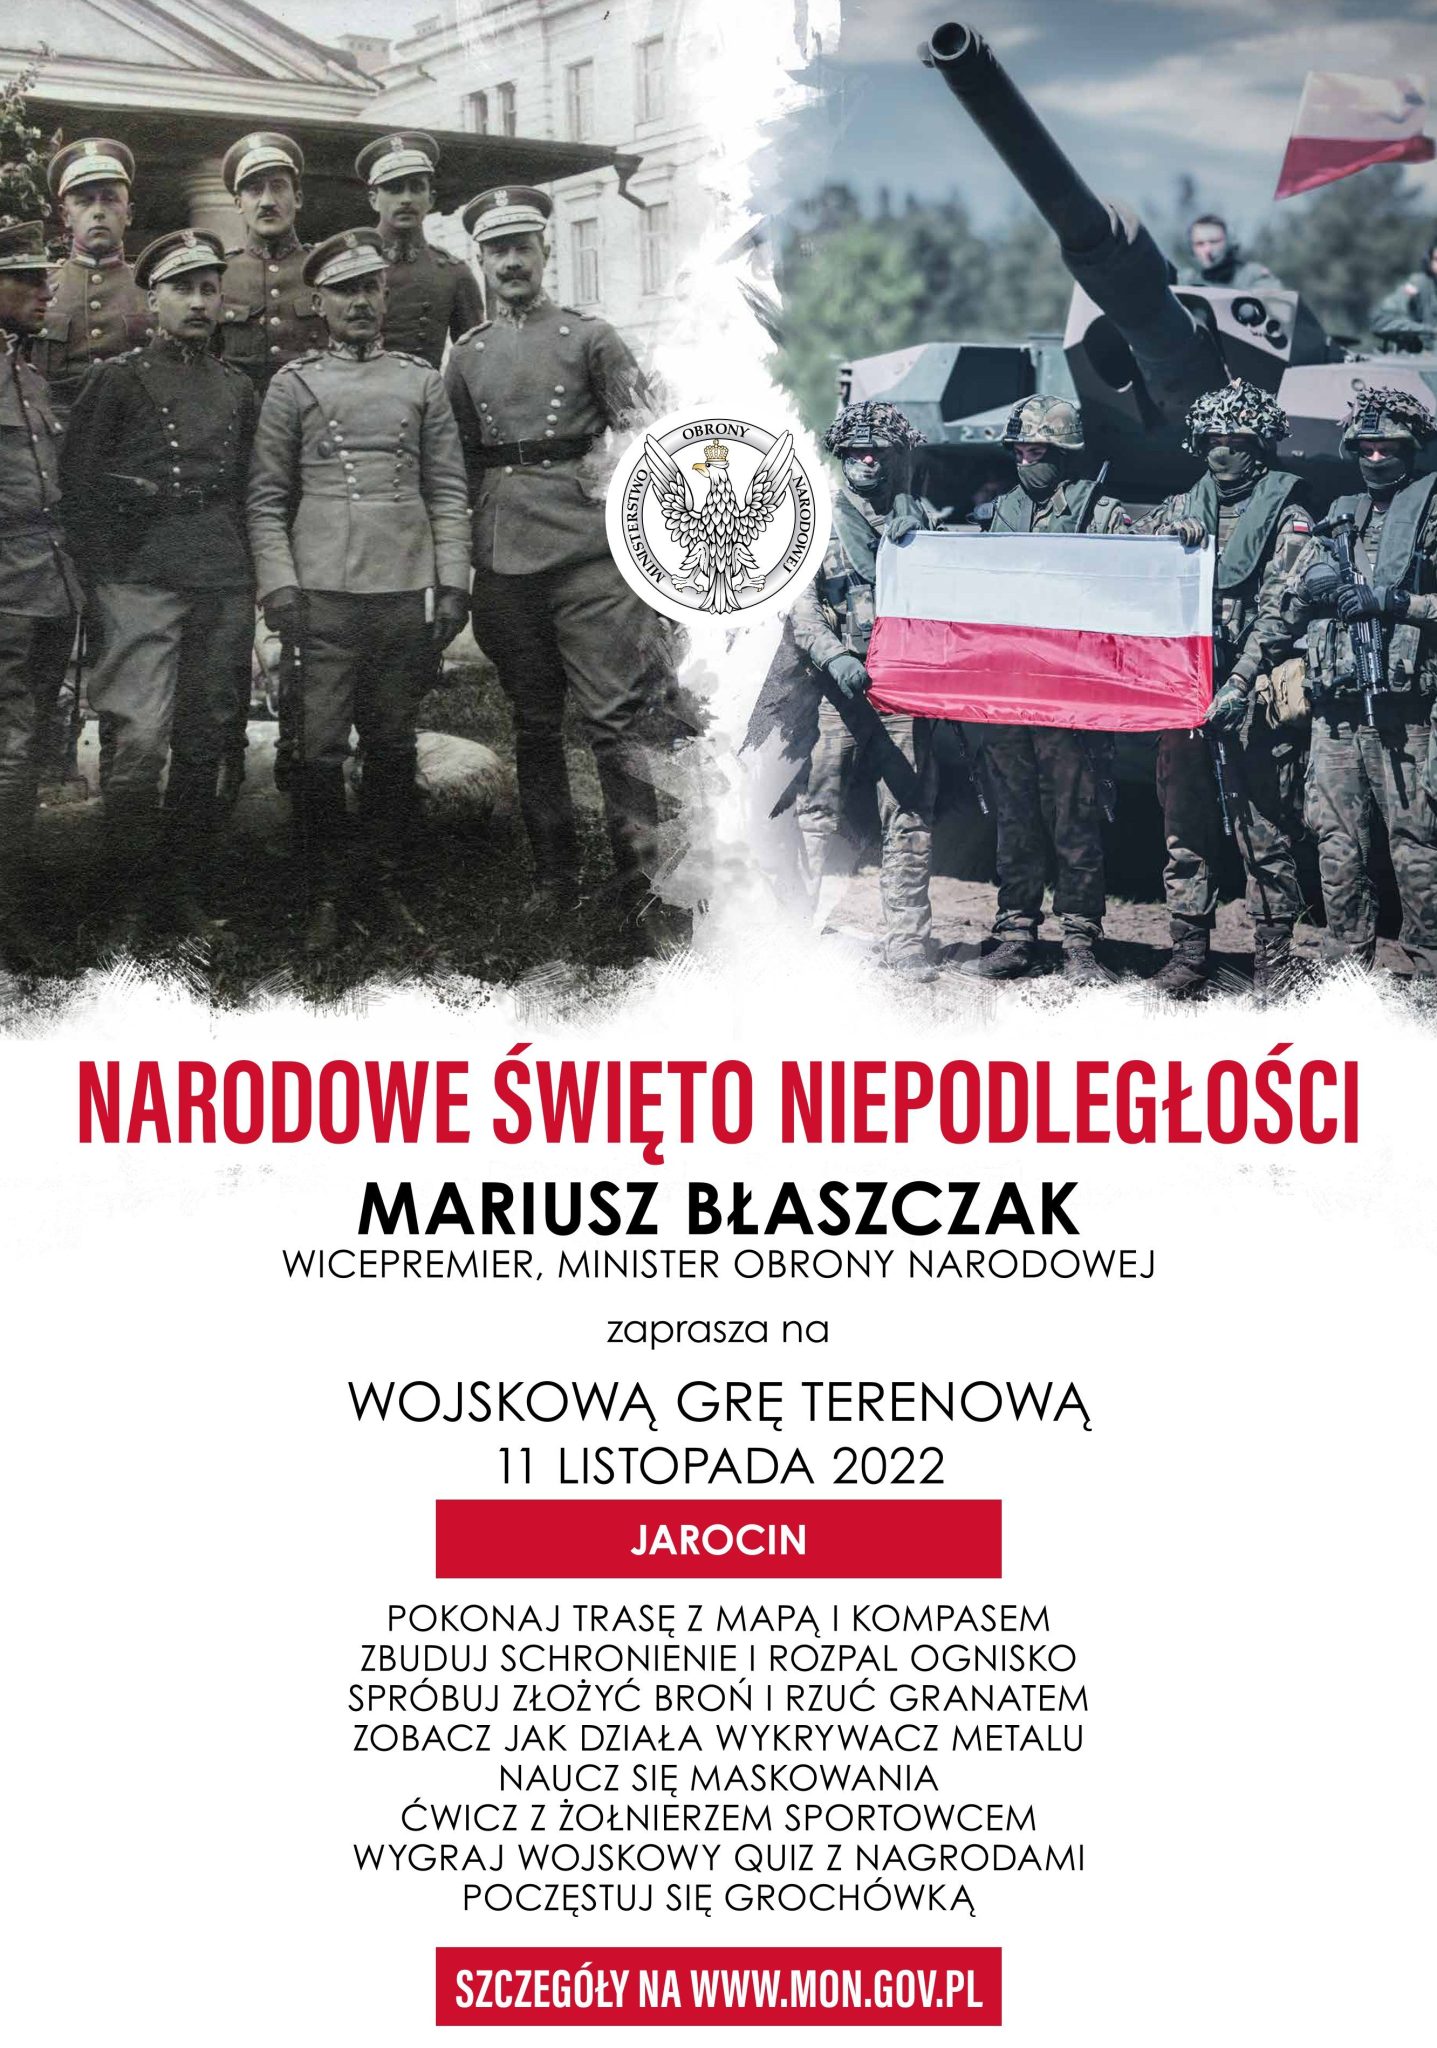 MINISTERSTWO OBRONY NARODOWEJ
NARODOWE ŚWIĘTO NIEPODLEGŁOŚCI
MARIUSZ BŁASZCZAK
WICEPREMIER, MINISTER OBRONY NARODOWEJ
zaprasza na
WOJSKOWĄ GRĘ TERENOWĄ
11 LISTOPADA 2022
JAROCIN
POKONAJ TRASĘ Z MAPĄ I KOMPASEM
ZBUDUJ SCHRONIENIE I ROZPAL OGNISKO
SPRÓBUJ ZŁOŻYĆ BROŃ I RZUĆ GRANATEM
ZOBACZ JAK DZIAŁA WYKRYWACZ METALU
NAUCZ SIĘ MASKOWANIA
ĆWICZ Z ŻOŁNIERZEM SPORTOWCEM
WYGRAJ WOJSKOWY QUIZ Z NAGRODAMI
POCZĘSTUJ SIĘ GROCHÓWKĄ
SZCZEGÓŁY NA WWW.MON.GOV.PL